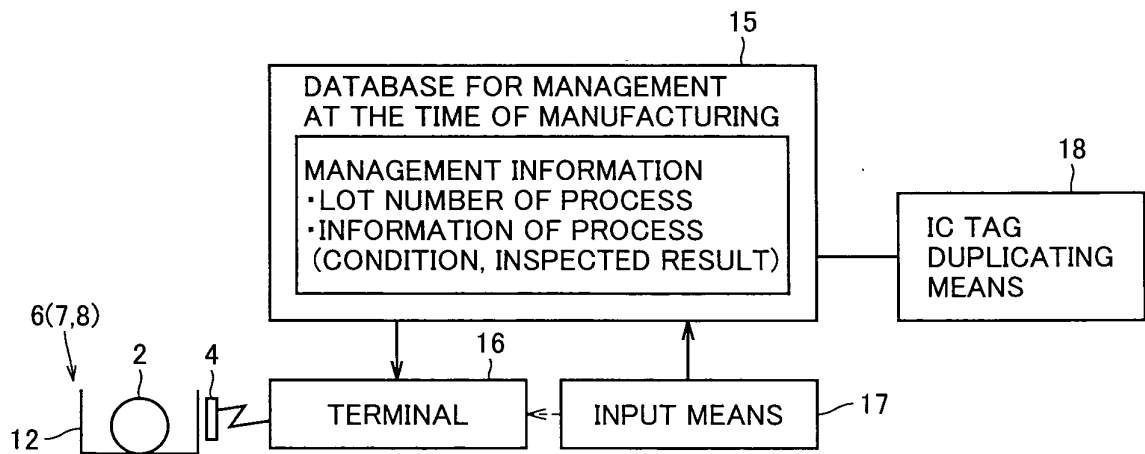 15
DATABASE FOR MANAGEMENT
AT THE TIME OF MANUFACTURING
MANAGEMENT INFORMATION
・LOT NUMBER OF PROCESS
・INFORMATION OF PROCESS
(CONDITION, INSPECTED RESULT)
18
IC TAG
DUPLICATING
MEANS
6(7,8)
2
4
12
16
TERMINAL
INPUT MEANS
17